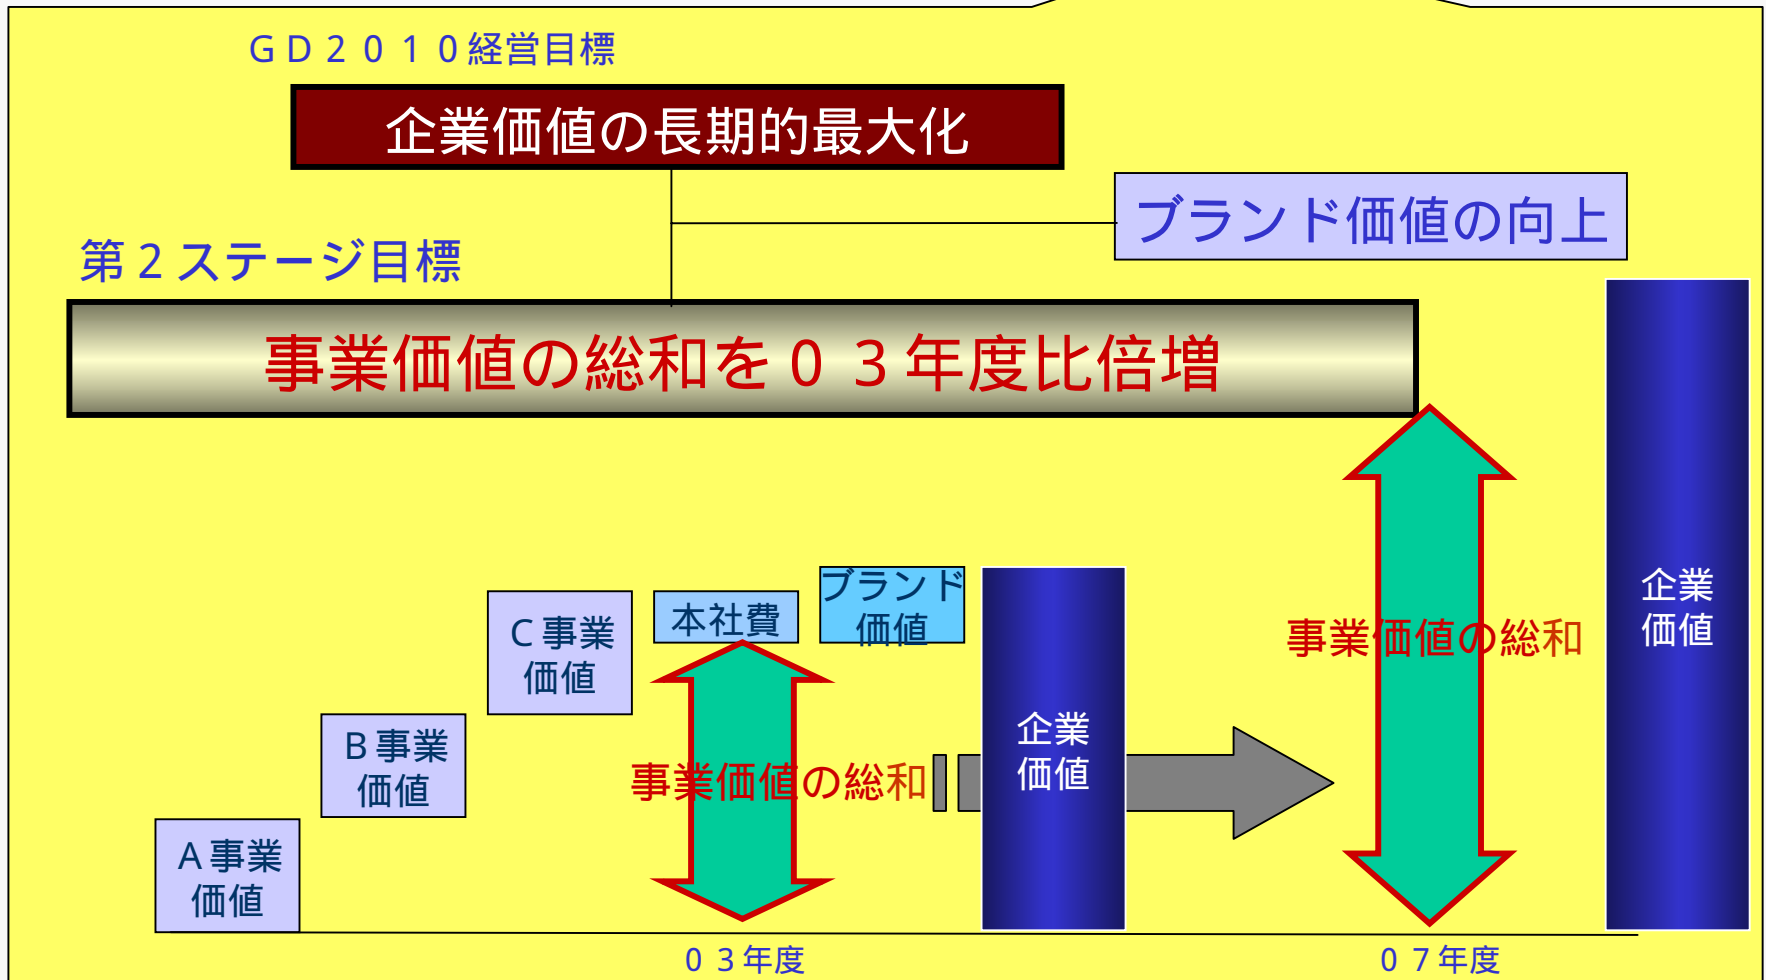 ＧＤ２０１０経営目標
企業価値の長期的最大化
ブランド価値の向上
第２ステージ目標
事業価値の総和を０３年度比倍増
Ａ事業
価値
Ｂ事業
価値
Ｃ事業
価値
本社費
ブランド
価値
事業価値の総和
企業
価値
事業価値の総和
企業
価値
０３年度
０７年度